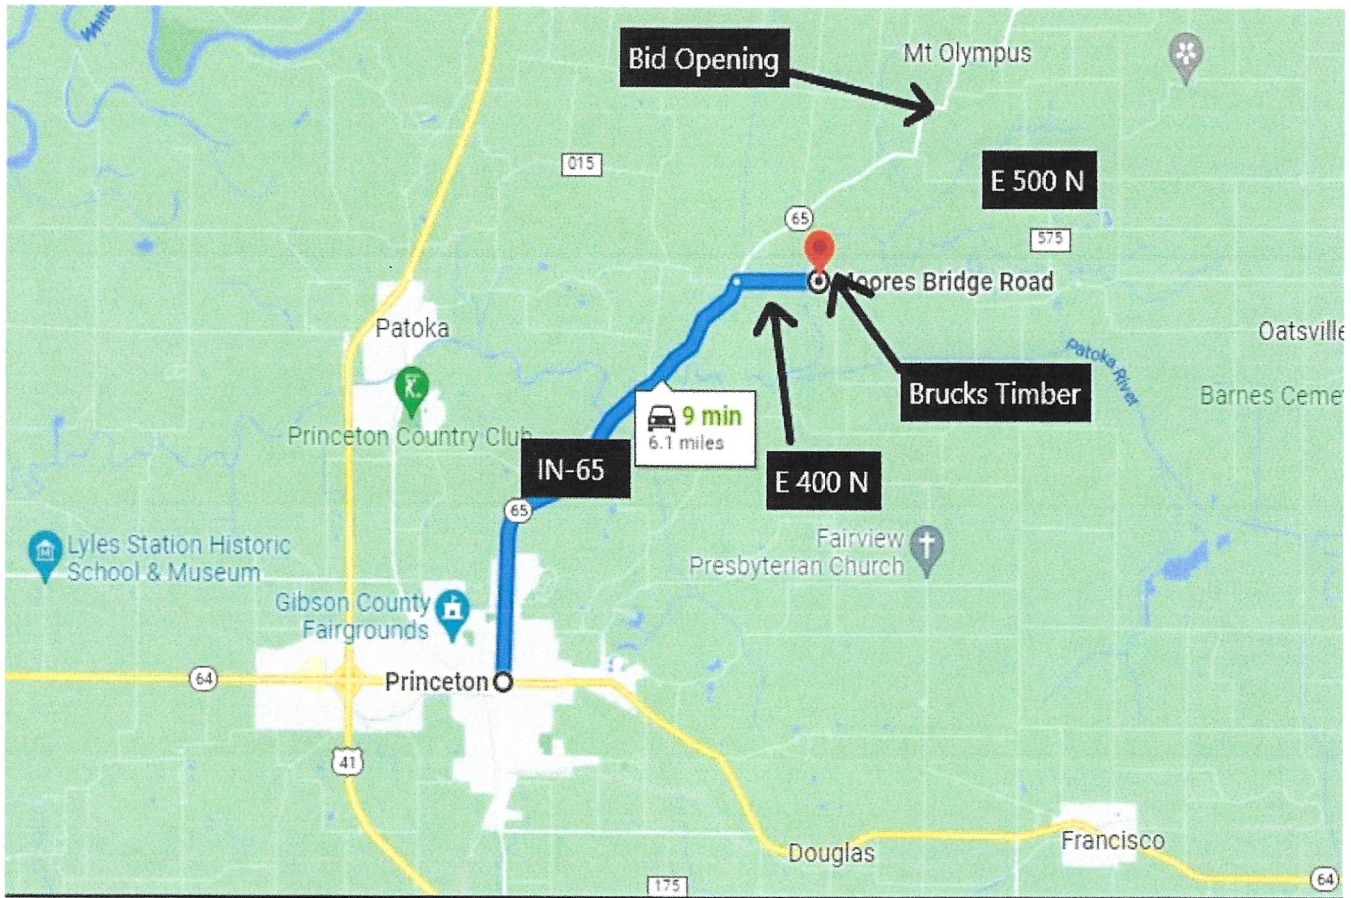 White
Bid Opening
Mt Olympus
015
E 500 N
65
575
Moores Bridge Road
Patoka
Oatsville
Patoka River
Brucks Timber
Barnes Ceme
9 min
6.1 miles
Princeton Country Club
IN-65
E 400 N
65
Lyles Station Historic
School & Museum
Fairview
Presbyterian Church
Gibson County
Fairgrounds
64
Princeton
41
Douglas
Francisco
175
64